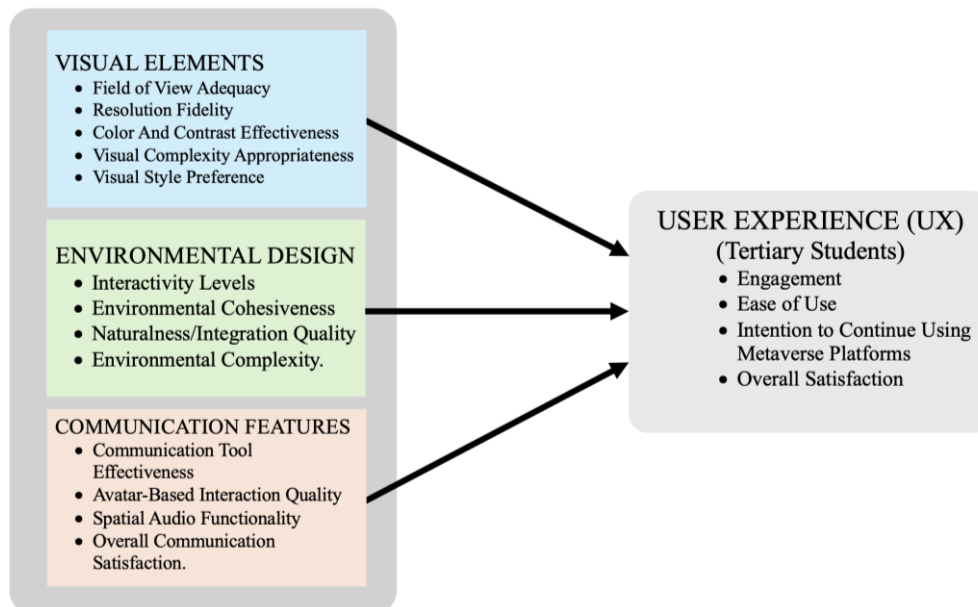 VISUAL ELEMENTS
• Field of View Adequacy
• Resolution Fidelity
• Color And Contrast Effectiveness
• Visual Complexity Appropriateness
• Visual Style Preference
ENVIRONMENTAL DESIGN
• Interactivity Levels
• Environmental Cohesiveness
• Naturalness/Integration Quality
• Environmental Complexity.
COMMUNICATION FEATURES
• Communication Tool
Effectiveness
• Avatar-Based Interaction Quality
• Spatial Audio Functionality
• Overall Communication
Satisfaction.
USER EXPERIENCE (UX)
(Tertiary Students)
• Engagement
• Ease of Use
• Intention to Continue Using
Metaverse Platforms
• Overall Satisfaction